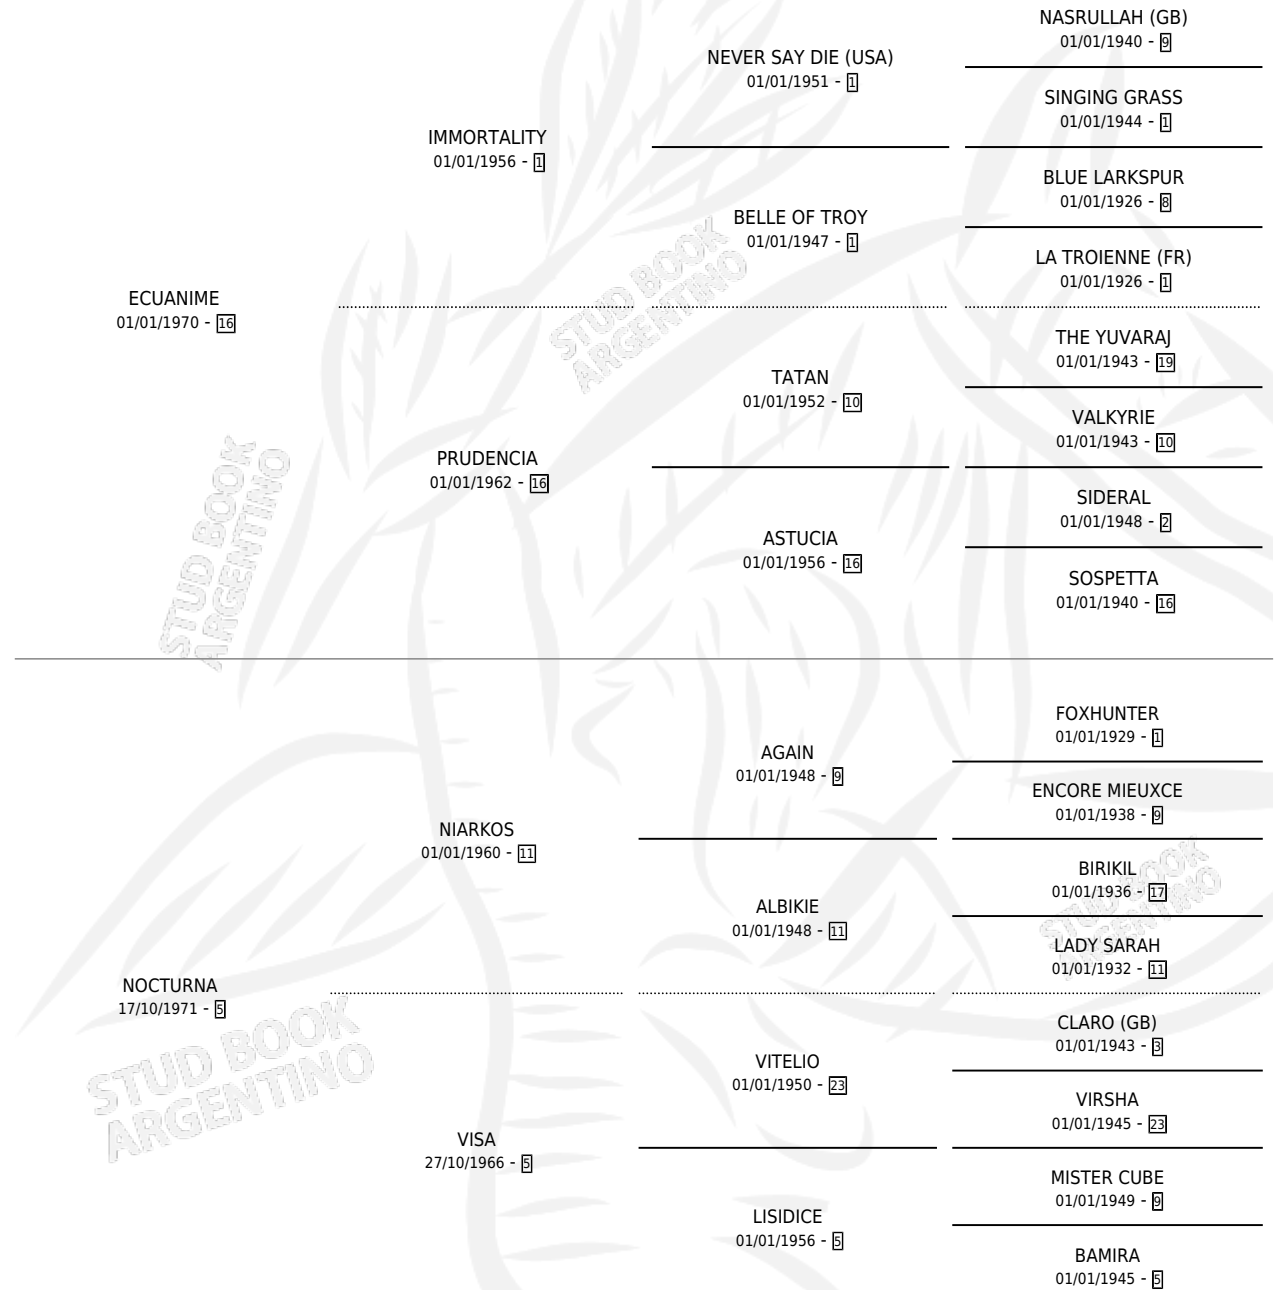 NASRULLAH (GB)
01/01/1940 - 9
NEVER SAY DIE (USA)
01/01/1951 - 1
SINGING GRASS
01/01/1944 - 1
IMMORTALITY
01/01/1956 - 1
BLUE LARKSPUR
01/01/1926 - 8
BELLE OF TROY
01/01/1947 - 1
LA TROIENNE (FR)
01/01/1926 - 1
ECUANIME
01/01/1970 - 16
THE YUVARAJ
01/01/1943 - 19
TATAN
01/01/1952 - 10
VALKYRIE
01/01/1943 - 10
PRUDENCIA
01/01/1962 - 16
SIDERAL
01/01/1948 - 2
ASTUCIA
01/01/1956 - 16
SOSPETTA
01/01/1940 - 16
STUD BOOK
ARGENTINO
STUD BOOK
ARGENTINO
FOXHUNTER
01/01/1929 - 1
AGAIN
01/01/1948 - 9
ENCORE MIEUXCE
01/01/1938 - 9
NIARKOS
01/01/1960 - 11
BIRIKIL
01/01/1936 - 17
ALBIKIE
01/01/1948 - 11
LADY SARAH
01/01/1932 - 11
NOCTURNA
17/10/1971 - 5
CLARO (GB)
01/01/1943 - 3
VITELIO
01/01/1950 - 23
VIRSHA
01/01/1945 - 23
VISA
27/10/1966 - 5
MISTER CUBE
01/01/1949 - 9
LISIDICE
01/01/1956 - 5
BAMIRA
01/01/1945 - 5
STUD BOOK
ARGENTINO
STUD BOOK
ARGENTINO